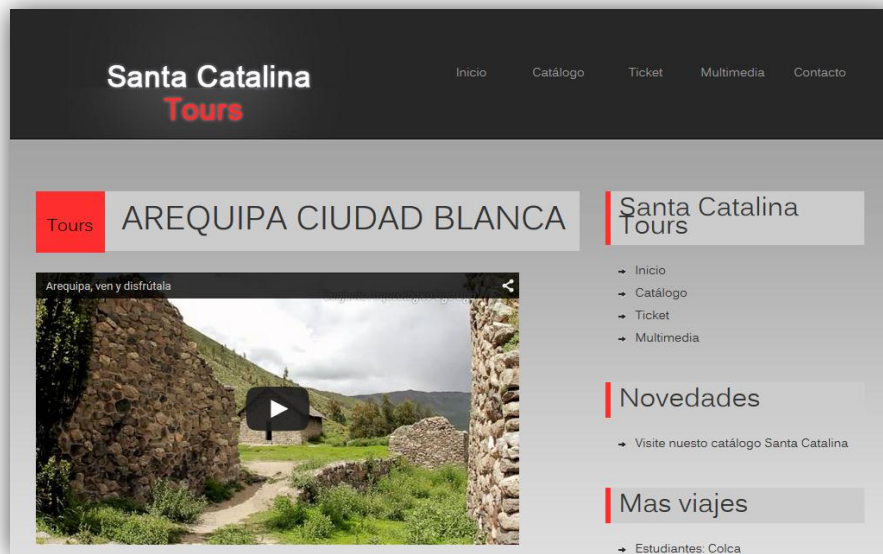 Santa Catalina
Tours
Inicio Catálogo Ticket Multimedia Contacto
Tours AREQUIPA CIUDAD BLANCA
Arequipa, ven y disfrútala
Santa Catalina
Tours
Inicio
Catálogo
Ticket
Multimedia
Novedades
Visite nuesto catálogo Santa Catalina
Mas viajes
Estudiantes: Colca